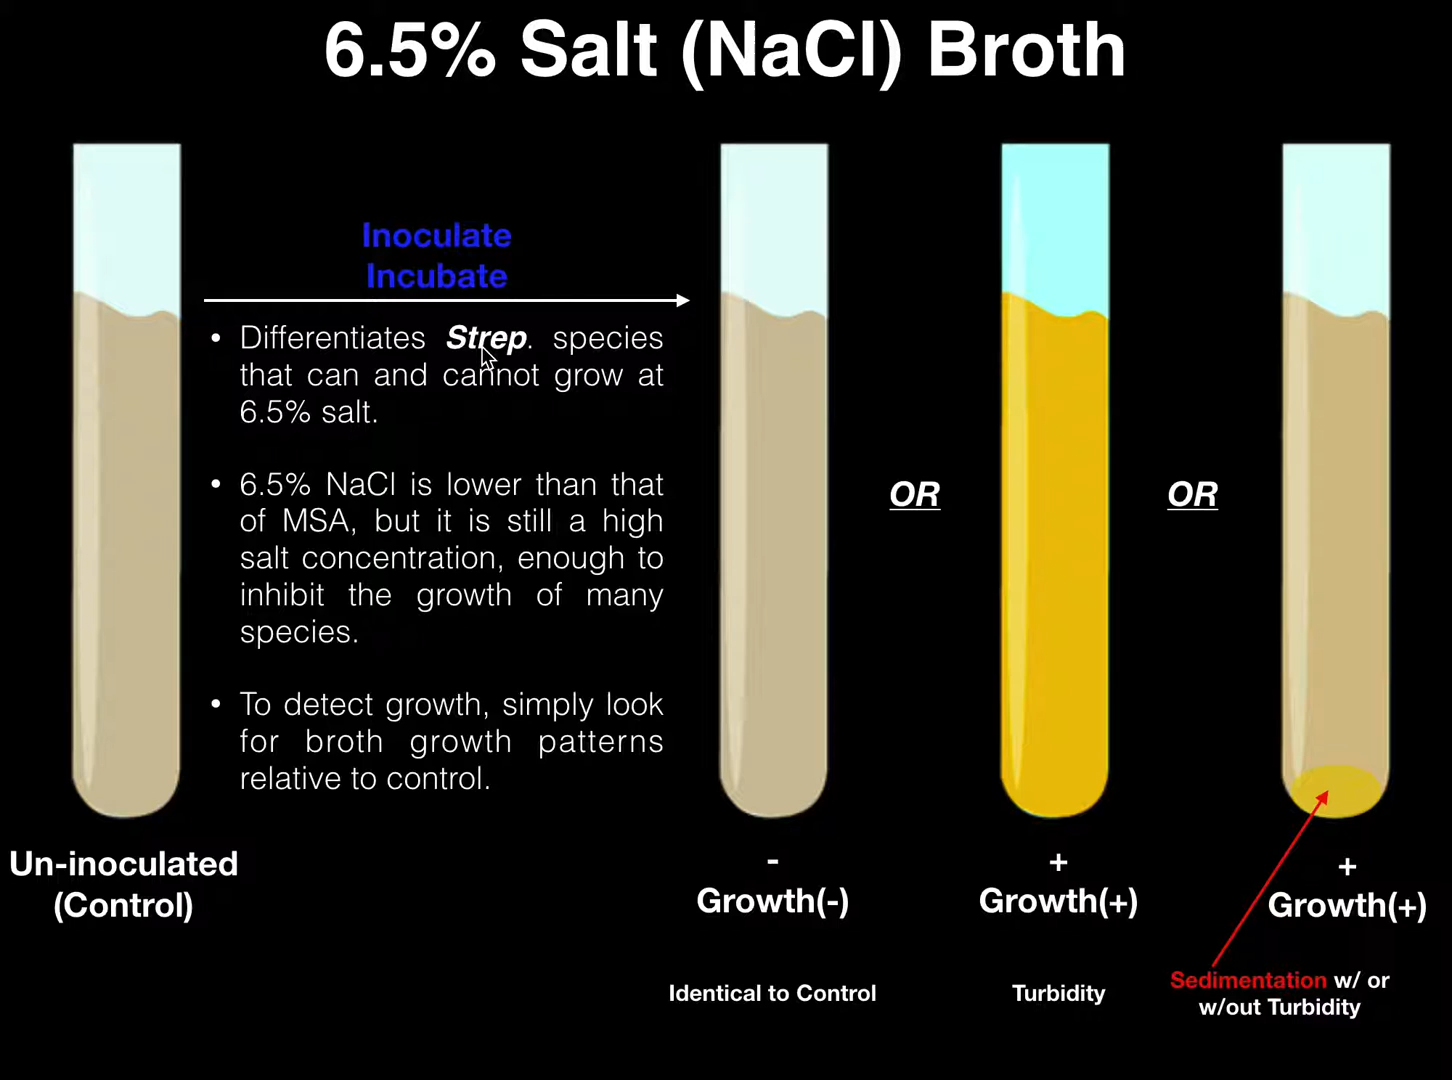 6.5% Salt (NaCl) Broth
Inoculate
Incubate
• Differentiates Strep. species
that can and cannot grow at
6.5% salt.
• 6.5% NaCl is lower than that
of MSA, but it is still a high
salt concentration, enough to
inhibit the growth of many
species.
• To detect growth, simply look
for broth growth patterns
relative to control.
OR
OR
Un-inoculated
(Control)
-
Growth(-)
Identical to Control
+
Growth(+)
Turbidity
+
Growth(+)
Sedimentation w/ or
w/out Turbidity